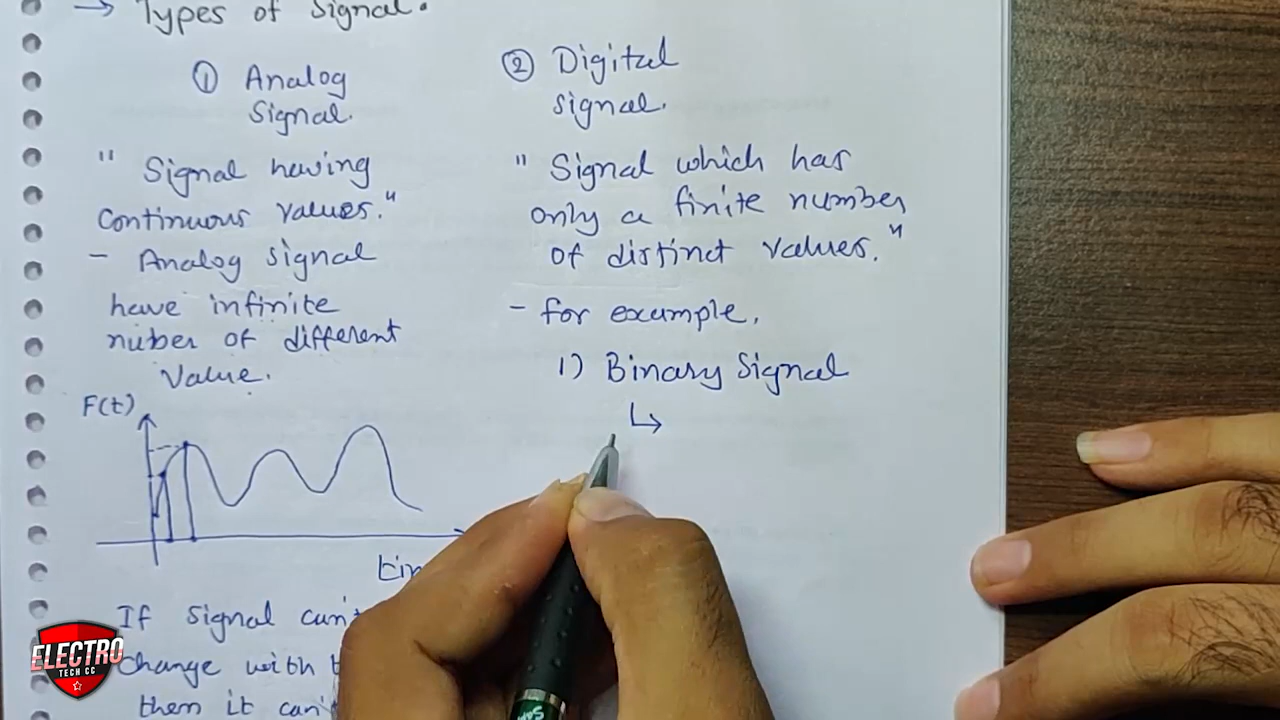 → Types of Signal.
① Analog
Signal.
" Signal having
Continuous values."
- Analog Signal
have infinite
nuber of different
Value.
F(t)
If Signal can't
change with
then it can't
② Digital
signal.
" Signal which has
only a finite number
of distinct values."
- for example,
1) Binary Signal
↳
ELECTRO
TECH CC